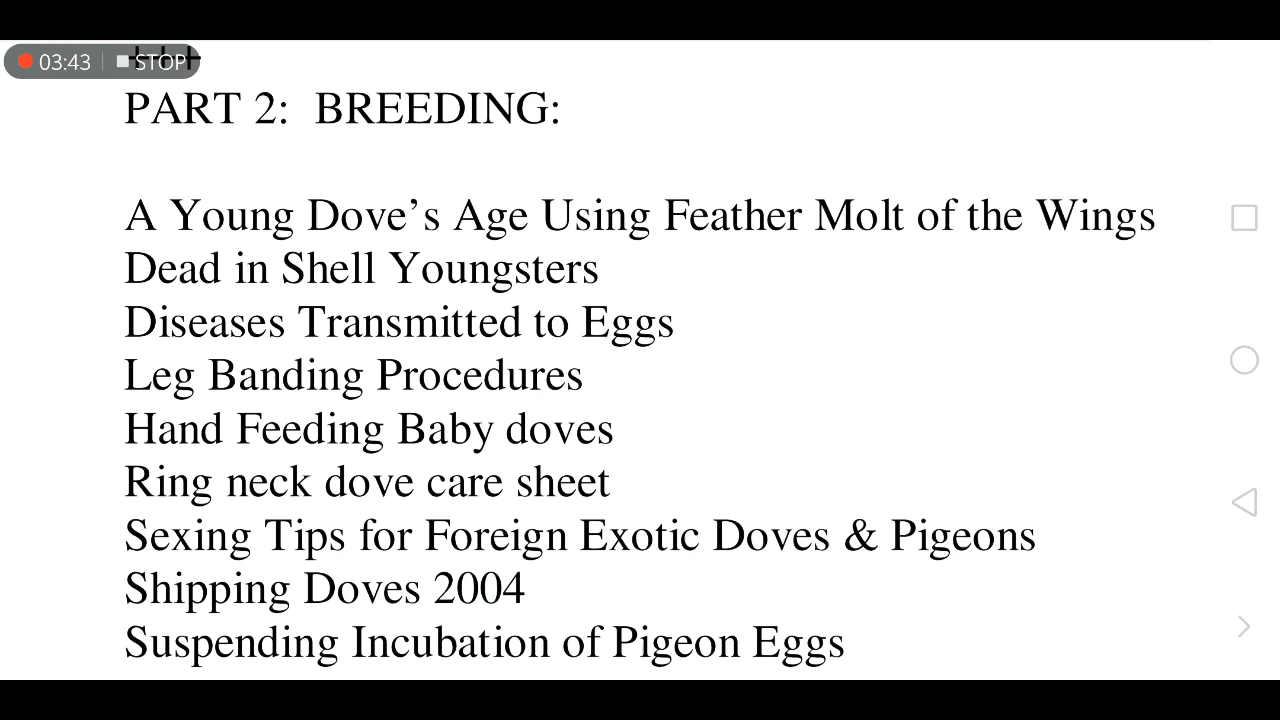 03:43 STOP
PART 2: BREEDING:
A Young Dove’s Age Using Feather Molt of the Wings
Dead in Shell Youngsters
Diseases Transmitted to Eggs
Leg Banding Procedures
Hand Feeding Baby doves
Ring neck dove care sheet
Sexing Tips for Foreign Exotic Doves & Pigeons
Shipping Doves 2004
Suspending Incubation of Pigeon Eggs